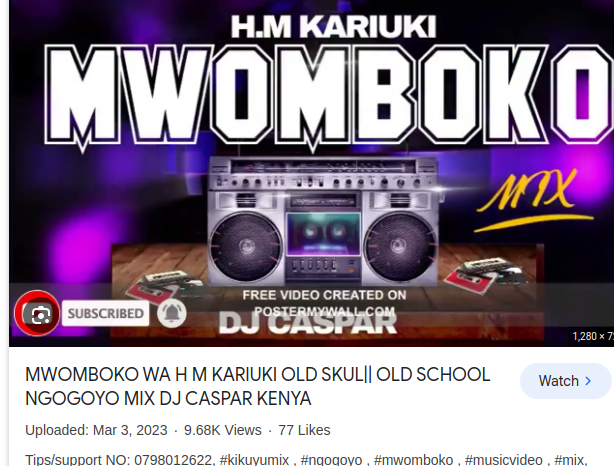 H.M KARIUKI
MWOMBOKO
MIX
SUBSCRIBED
FREE VIDEO CREATED ON
POSTERMYWALL.COM
DJ CASPAR
1,280 × 7
MWOMBOKO WA H M KARIUKI OLD SKUL|| OLD SCHOOL
NGOGOYO MIX DJ CASPAR KENYA
Watch
Uploaded: Mar 3, 2023 · 9.68K Views · 77 Likes
Tips/support NO: 0798012622, #kikuyumix , #ngogoyo , #mwomboko , #musicvideo , #mix,